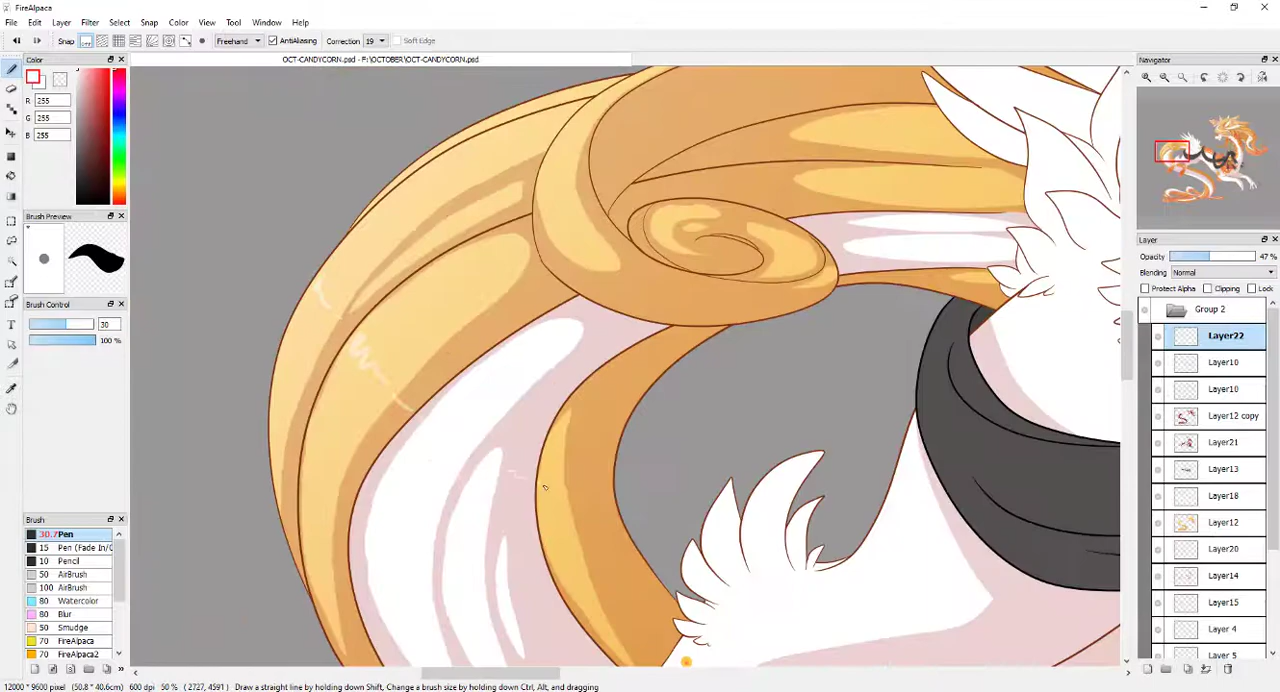 FireAlpaca
File Edit Layer Filter Select Snap Color View Tool Window Help
Snap Freehand AntiAliasing Correction 19 Soft Edge
OCT-CANDYCORN.psd - F:\OCTOBER\OCT-CANDYCORN.psd
Color
R 255
G 255
B 255
Brush Preview
Brush Control
30
100 %
Brush
30.7 Pen
15 Pen (Fade In/O
10 Pencil
50 AirBrush
100 AirBrush
80 Watercolor
80 Blur
50 Smudge
70 FireAlpaca
70 FireAlpaca2
Navigator
Layer
Opacity 47 %
Blending Normal
Protect Alpha Clipping Lock
Group 2
Layer22
Layer10
Layer10
Layer12 copy
Layer21
Layer13
Layer18
Layer12
Layer20
Layer14
Layer15
Layer 4
Layer 5
12000 * 9600 pixel (50.8 * 40.6cm) 600 dpi 50 % ( 2727, 4591) Draw a straight line by holding down Shift, Change a brush size by holding down Ctrl, Alt, and dragging